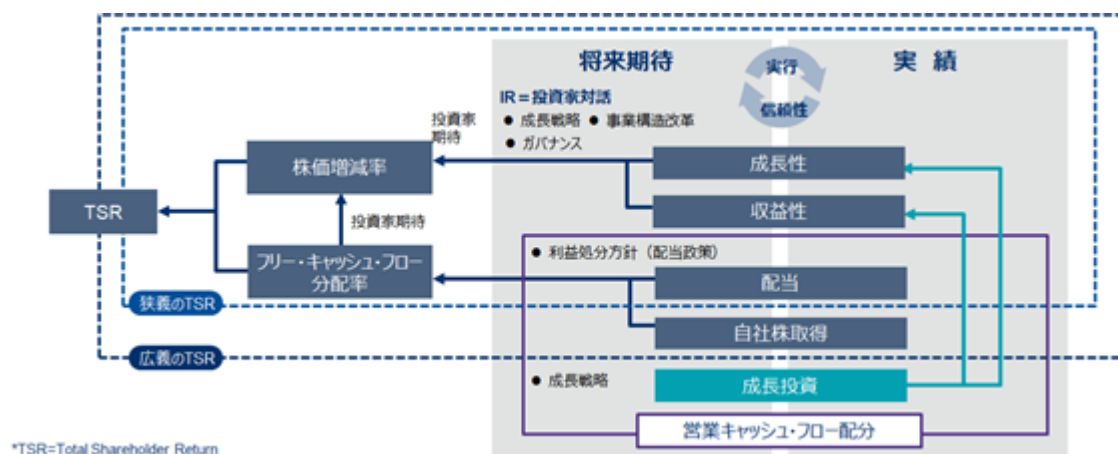 将来期待
実行
信頼性
実 績
IR=投資家対話
● 成長戦略 ● 事業構造改革
● ガバナンス
投資家
期待
株価増減率
成長性
TSR
収益性
投資家期待
● 利益処分方針(配当政策)
フリー・キャッシュ・フロー
分配率
配当
狭義のTSR
自社株取得
広義のTSR
● 成長戦略
成長投資
営業キャッシュ・フロー配分
*TSR=Total Shareholder Return